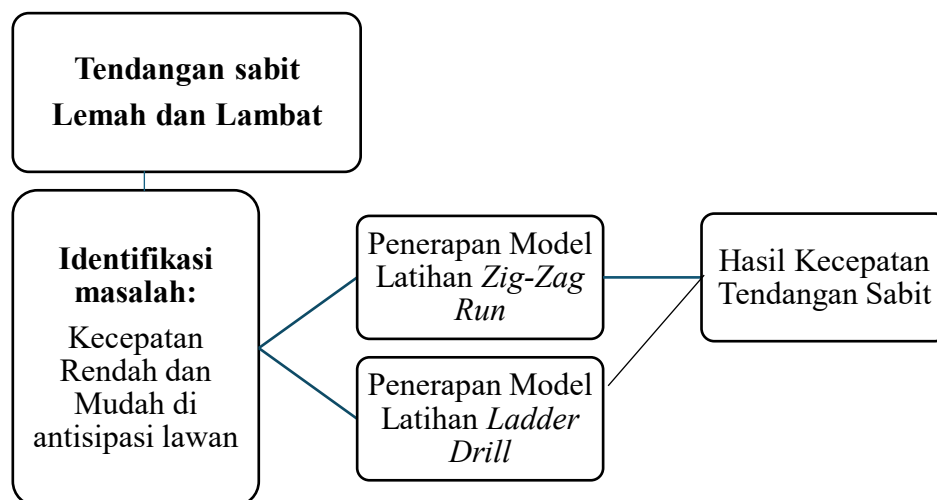 Tendangan sabit
Lemah dan Lambat
Identifikasi
masalah:
Kecepatan
Rendah dan
Mudah di
antisipasi lawan
Penerapan Model
Latihan Zig-Zag
Run
Penerapan Model
Latihan Ladder
Drill
Hasil Kecepatan
Tendangan Sabit